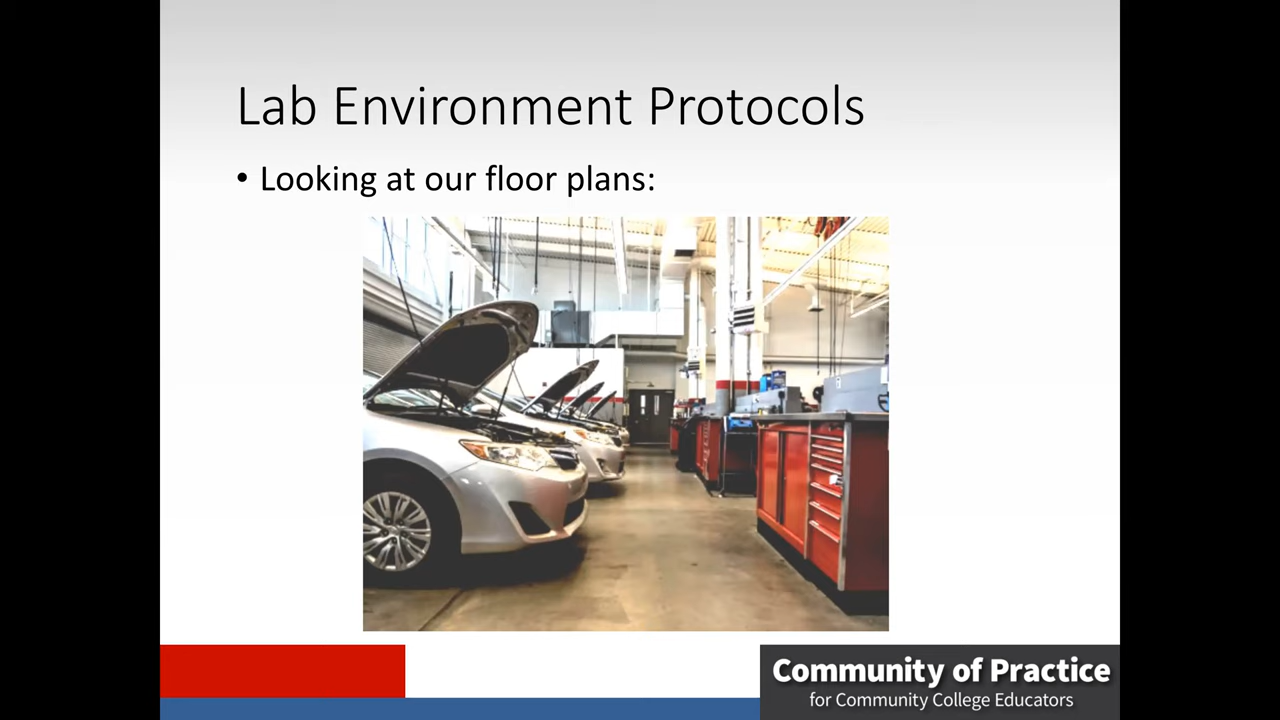 Lab Environment Protocols
• Looking at our floor plans:
Community of Practice
for Community College Educators